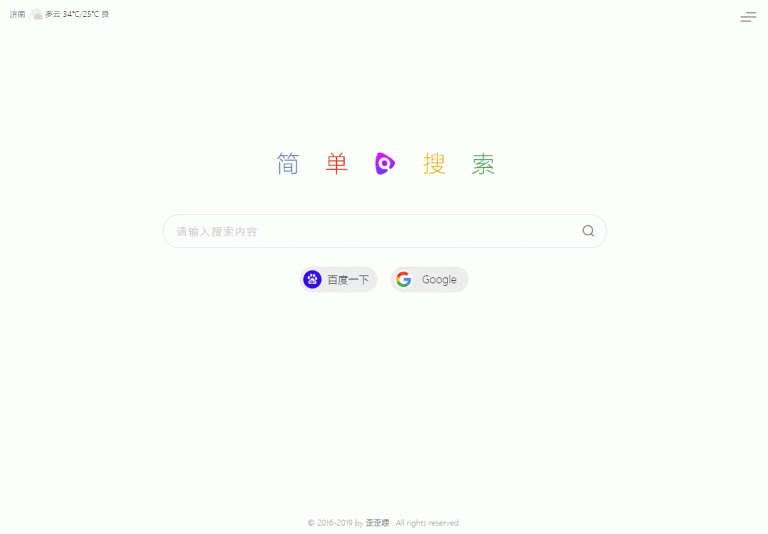 济南 多云 34℃/25℃ 良
简 单 搜 索
请输入搜索内容
百度一下 Google
© 2016-2019 by 歪歪喂 . All rights reserved.